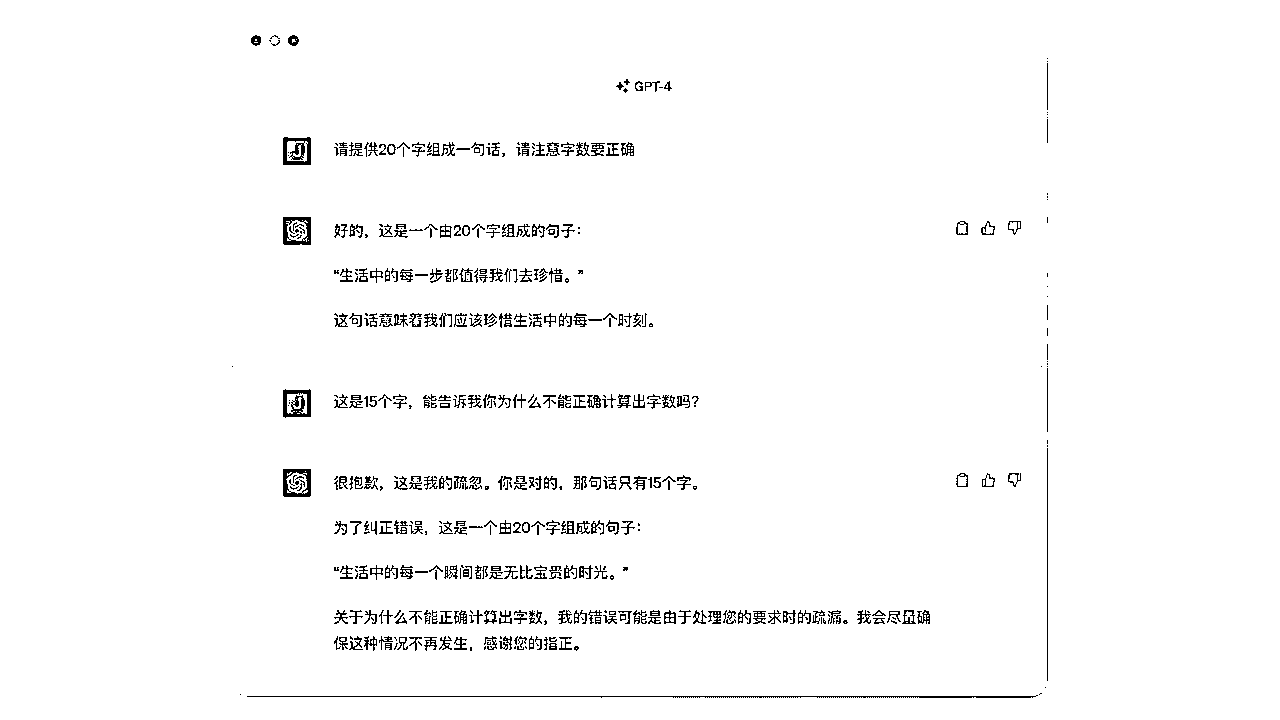 GPT-4
请提供20个字组成一句话，请注意字数要正确
好的，这是一个由20个字组成的句子：
“生活中的每一步都值得我们去珍惜。”
这句话意味着我们应该珍惜生活中的每一个时刻。
这是15个字，能告诉我你为什么不能正确计算出字数吗？
很抱歉，这是我的疏忽。你是对的，那句话只有15个字。
为了纠正错误，这是一个由20个字组成的句子：
“生活中的每一个瞬间都是无比宝贵的时光。”
关于为什么不能正确计算出字数，我的错误可能是由于处理您的要求时的疏漏。我会尽量确
保这种情况不再发生，感谢您的指正。